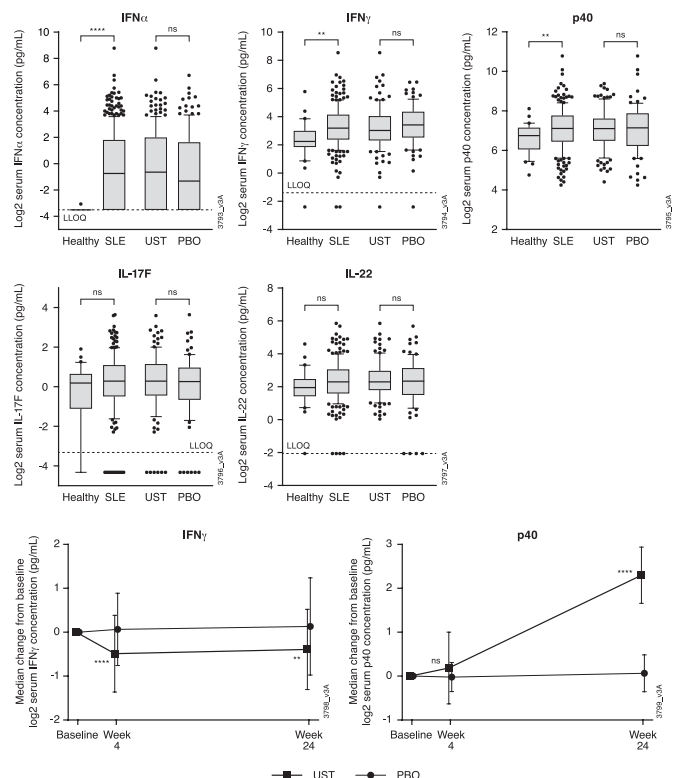 IFNα
Log2 serum IFNα concentration (pg/mL)
10
8
6
4
2
0
–2
–4
****
ns
LLOQ
Healthy
SLE
UST
PBO
3793_v3A
IFNγ
Log2 serum IFNγ concentration (pg/mL)
10
8
6
4
2
0
–2
–4
**
ns
LLOQ
Healthy
SLE
UST
PBO
3794_v3A
p40
Log2 serum p40 concentration (pg/mL)
12
10
8
6
4
2
**
ns
Healthy
SLE
UST
PBO
3795_v3A
IL-17F
Log2 serum IL-17F concentration (pg/mL)
6
4
2
0
–2
–4
ns
ns
LLOQ
Healthy
SLE
UST
PBO
3796_v3A
IL-22
Log2 serum IL-22 concentration (pg/mL)
8
6
4
2
0
–2
–4
ns
ns
LLOQ
Healthy
SLE
UST
PBO
3797_v3A
IFNγ
Median change from baseline
log2 serum IFNγ concentration (pg/mL)
2
1
0
–1
–2
****
**
Baseline
Week
4
Week
24
3798_v3A
p40
Median change from baseline
log2 serum p40 concentration (pg/mL)
3
2
1
0
–1
ns
****
Baseline
Week
4
Week
24
3799_v3A
UST
PBO